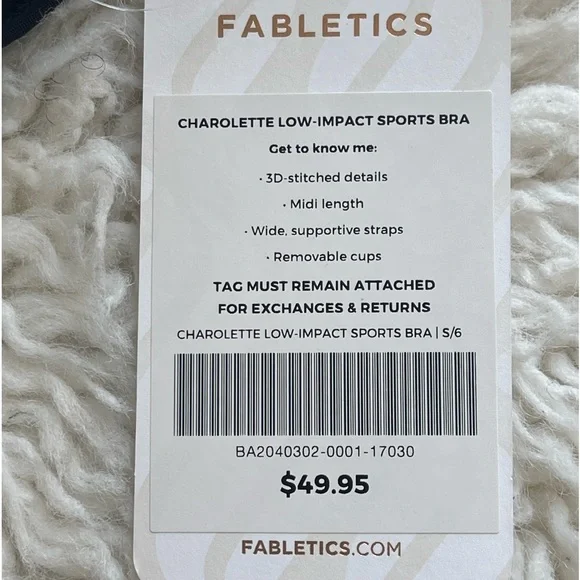 FABLETICS
CHAROLETTE LOW-IMPACT SPORTS BRA
Get to know me:
• 3D-stitched details
• Midi length
• Wide, supportive straps
• Removable cups
TAG MUST REMAIN ATTACHED
FOR EXCHANGES & RETURNS
CHAROLETTE LOW-IMPACT SPORTS BRA | S/6
BA2040302-0001-17030
$49.95
FABLETICS.COM